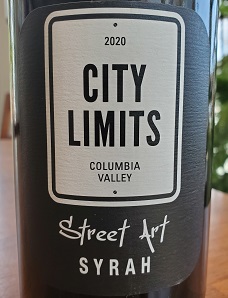 2020
CITY
LIMITS
COLUMBIA
VALLEY
Street Art
SYRAH